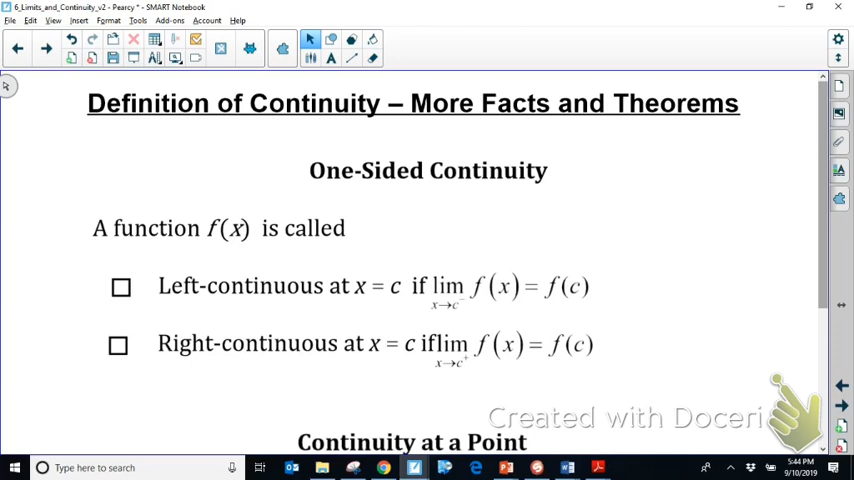 6_Limits_and_Continuity_v2 - Pearcy * - SMART Notebook
File Edit View Insert Format Tools Add-ons Account Help
Definition of Continuity – More Facts and Theorems
One-Sided Continuity
A function f(x) is called
Left-continuous at x = c if lim f(x) = f(c)
x→c⁻
Right-continuous at x = c iflim f(x) = f(c)
x→c⁺
Created with Doceri
Continuity at a Point
Type here to search
5:44 PM
9/10/2019